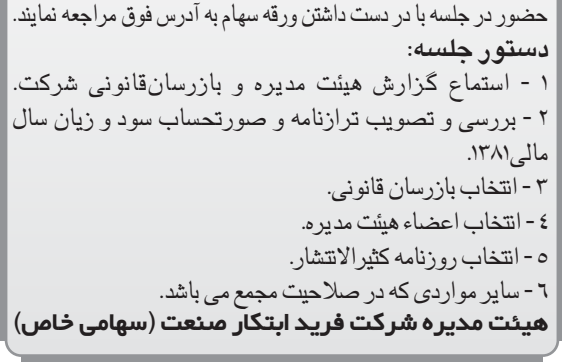 حضور در جلسه با در دست داشتن ورقه سهام به آدرس فوق مراجعه نمایند.
دستور جلسه:
۱ - استماع گزارش هیئت مدیره و بازرسان‌قانونی شرکت.
۲ - بررسی و تصویب ترازنامه و صورتحساب سود و زیان سال
مالی۱۳۸۱.
۳ - انتخاب بازرسان قانونی.
٤ - انتخاب اعضاء هیئت مدیره.
٥ - انتخاب روزنامه کثیرالانتشار.
٦ - سایر مواردی که در صلاحیت مجمع می باشد.
هیئت مدیره شرکت فرید ابتکار صنعت (سهامی خاص)